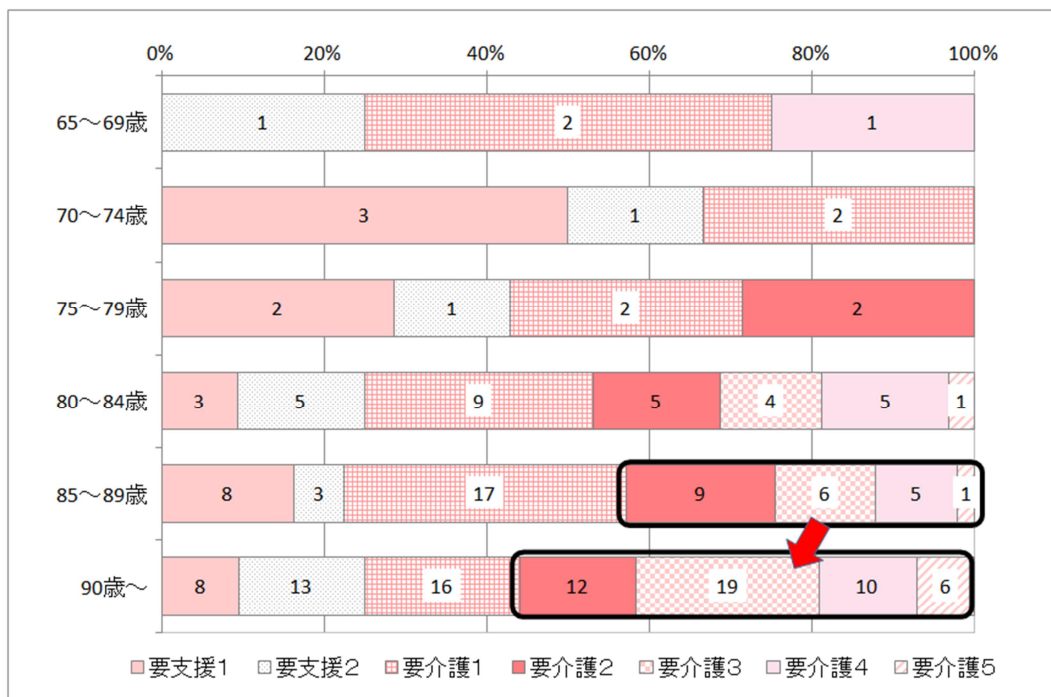 0% 20% 40% 60% 80% 100%
65～69歳 1 2 1
70～74歳 3 1 2
75～79歳 2 1 2 2
80～84歳 3 5 9 5 4 5 1
85～89歳 8 3 17 9 6 5 1
90歳～ 8 13 16 12 19 10 6
要支援1 要支援2 要介護1 要介護2 要介護3 要介護4 要介護5